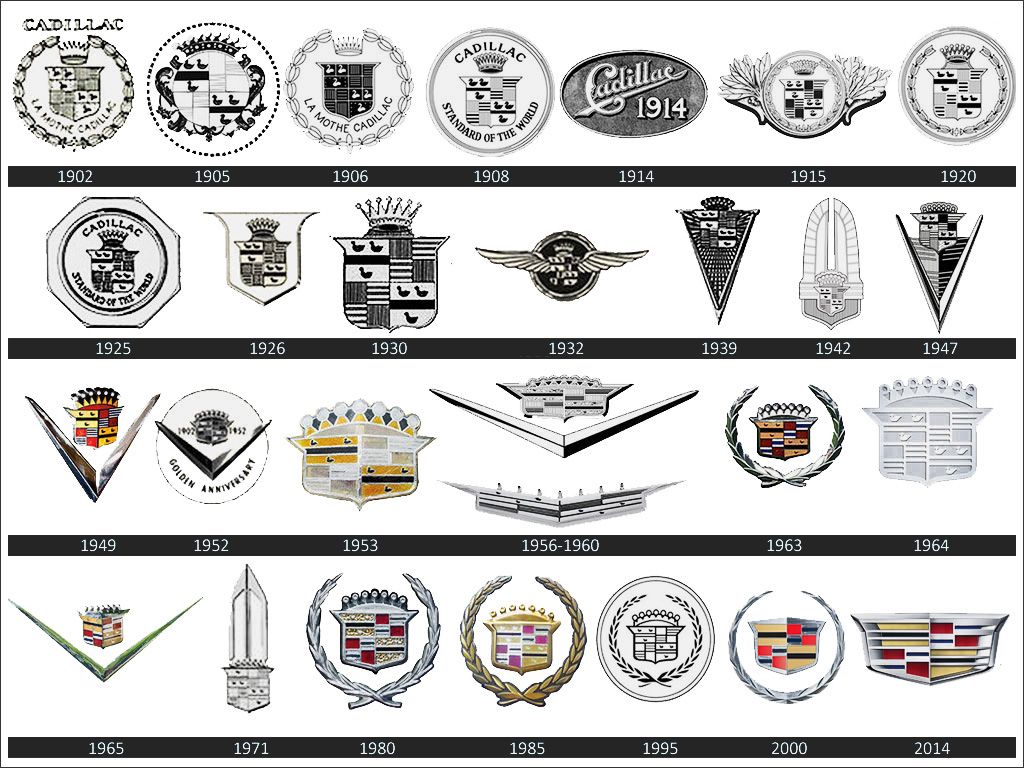 CADILLAC
LA MOTHE CADILLAC
LA MOTHE CADILLAC
CADILLAC
STANDARD OF THE WORLD
Cadillac
1914
1902 1905 1906 1908 1914 1915 1920
CADILLAC
STANDARD OF THE WORLD
1925 1926 1930 1932 1939 1942 1947
1902 1952
GOLDEN ANNIVERSARY
1949 1952 1953 1956-1960 1963 1964
1965 1971 1980 1985 1995 2000 2014